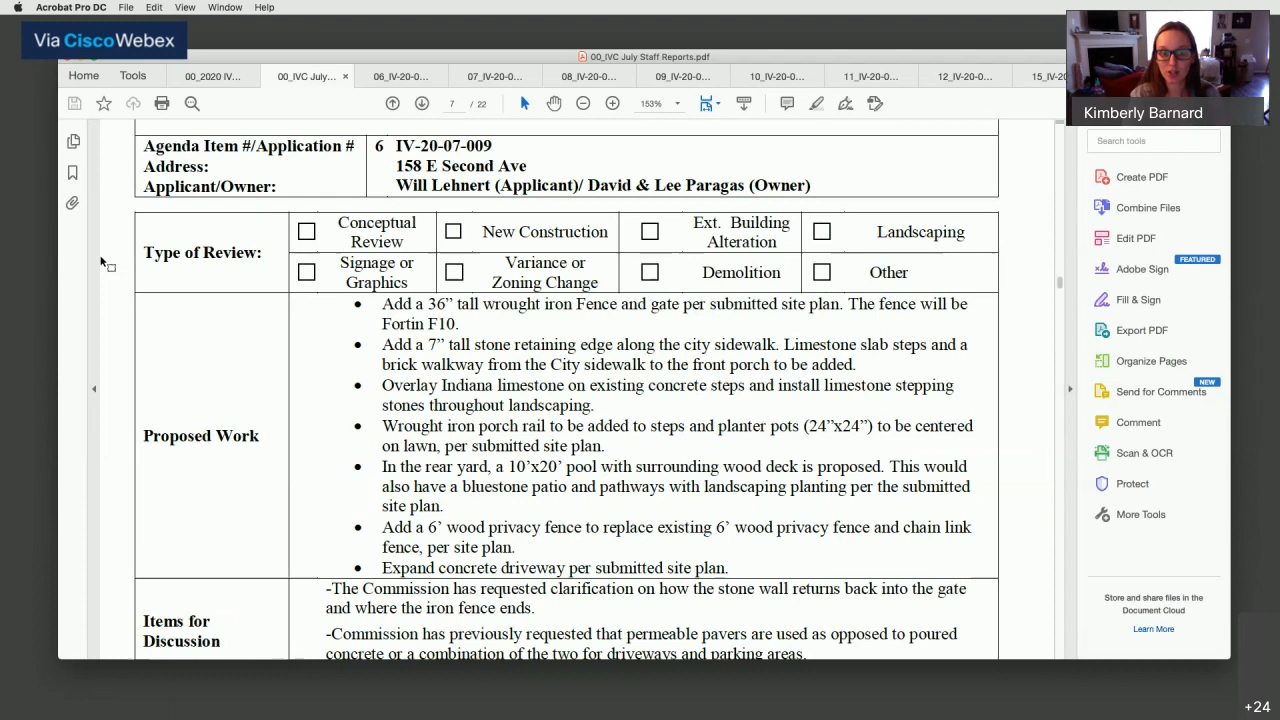 Acrobat Pro DC File Edit View Window Help
Via CiscoWebex
00_IVC July Staff Reports.pdf
Home Tools 00_2020 IV... 00_IVC July... × 06_IV-20-0... 07_IV-20-0... 08_IV-20-0... 09_IV-20-0... 10_IV-20-0... 11_IV-20-0... 12_IV-20-0... 15_IV-20
7 / 22 153%
Kimberly Barnard
Search tools
Agenda Item #/Application # 6 IV-20-07-009
Address: 158 E Second Ave
Applicant/Owner: Will Lehnert (Applicant)/ David & Lee Paragas (Owner)
Type of Review:
Conceptual Review
New Construction
Ext. Building Alteration
Landscaping
Signage or Graphics
Variance or Zoning Change
Demolition
Other
Proposed Work
• Add a 36” tall wrought iron Fence and gate per submitted site plan. The fence will be
Fortin F10.
• Add a 7” tall stone retaining edge along the city sidewalk. Limestone slab steps and a
brick walkway from the City sidewalk to the front porch to be added.
• Overlay Indiana limestone on existing concrete steps and install limestone stepping
stones throughout landscaping.
• Wrought iron porch rail to be added to steps and planter pots (24”x24”) to be centered
on lawn, per submitted site plan.
• In the rear yard, a 10’x20’ pool with surrounding wood deck is proposed. This would
also have a bluestone patio and pathways with landscaping planting per the submitted
site plan.
• Add a 6’ wood privacy fence to replace existing 6’ wood privacy fence and chain link
fence, per site plan.
• Expand concrete driveway per submitted site plan.
Items for
Discussion
-The Commission has requested clarification on how the stone wall returns back into the gate
and where the iron fence ends.
-Commission has previously requested that permeable pavers are used as opposed to poured
concrete or a combination of the two for driveways and parking areas.
Create PDF
Combine Files
Edit PDF
FEATURED
Adobe Sign
Fill & Sign
Export PDF
Organize Pages
NEW
Send for Comments
Comment
Scan & OCR
Protect
More Tools
Store and share files in the
Document Cloud
Learn More
+24